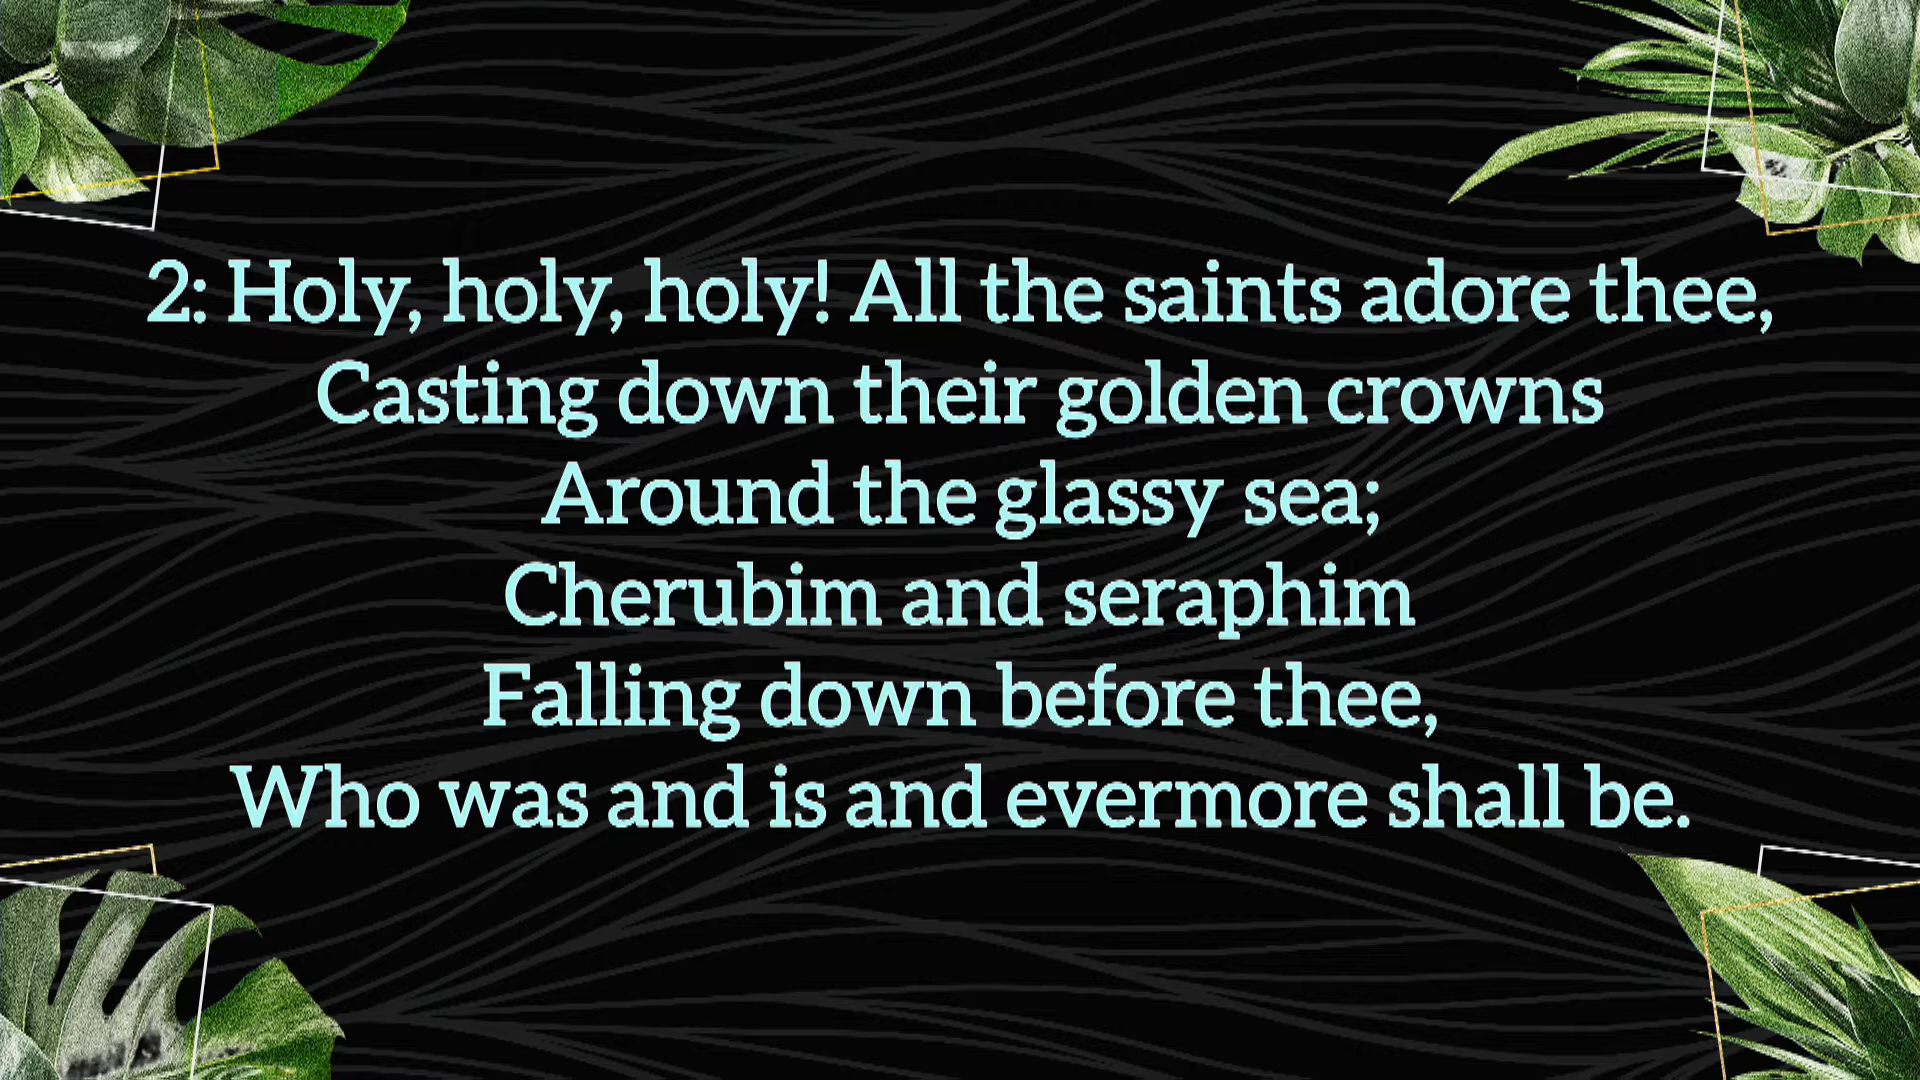 2: Holy, holy, holy! All the saints adore thee,
Casting down their golden crowns
Around the glassy sea;
Cherubim and seraphim
Falling down before thee,
Who was and is and evermore shall be.